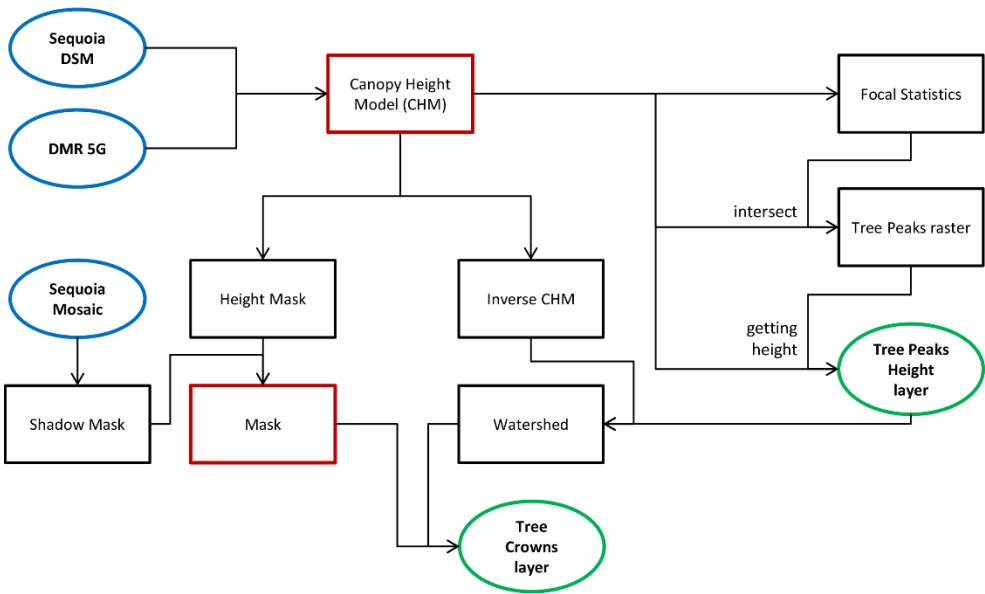 Sequoia
DSM
Canopy Height
Model (CHM)
Focal Statistics
DMR 5G
intersect
Tree Peaks raster
Sequoia
Mosaic
Height Mask
Inverse CHM
getting
height
Tree Peaks
Height
layer
Shadow Mask
Mask
Watershed
Tree
Crowns
layer